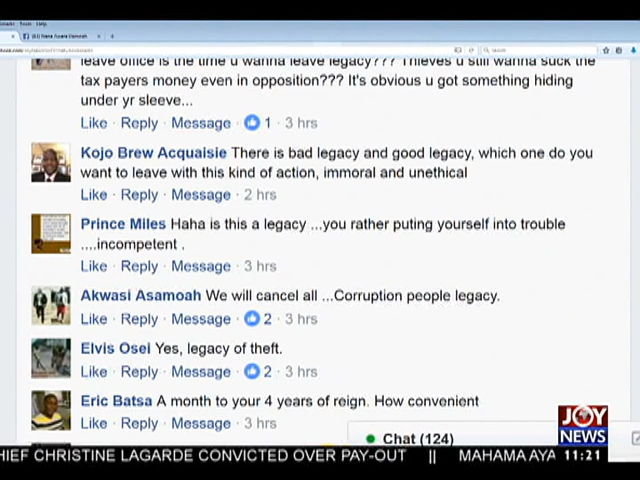 leave office is the time u wanna leave legacy??? Thieves u still wanna suck the
tax payers money even in opposition??? It's obvious u got something hiding
under yr sleeve...
Like · Reply · Message · 1 · 3 hrs
Kojo Brew Acquaisie There is bad legacy and good legacy, which one do you
want to leave with this kind of action, immoral and unethical
Like · Reply · Message · 2 hrs
Prince Miles Haha is this a legacy ...you rather puting yourself into trouble
....incompetent .
Like · Reply · Message · 3 hrs
Akwasi Asamoah We will cancel all ...Corruption people legacy.
Like · Reply · Message · 2 · 3 hrs
Elvis Osei Yes, legacy of theft.
Like · Reply · Message · 2 · 3 hrs
Eric Batsa A month to your 4 years of reign. How convenient
Like · Reply · Message · 3 hrs
Chat (124)
JOY
NEWS
HIEF CHRISTINE LAGARDE CONVICTED OVER PAY-OUT || MAHAMA AYA
11:21